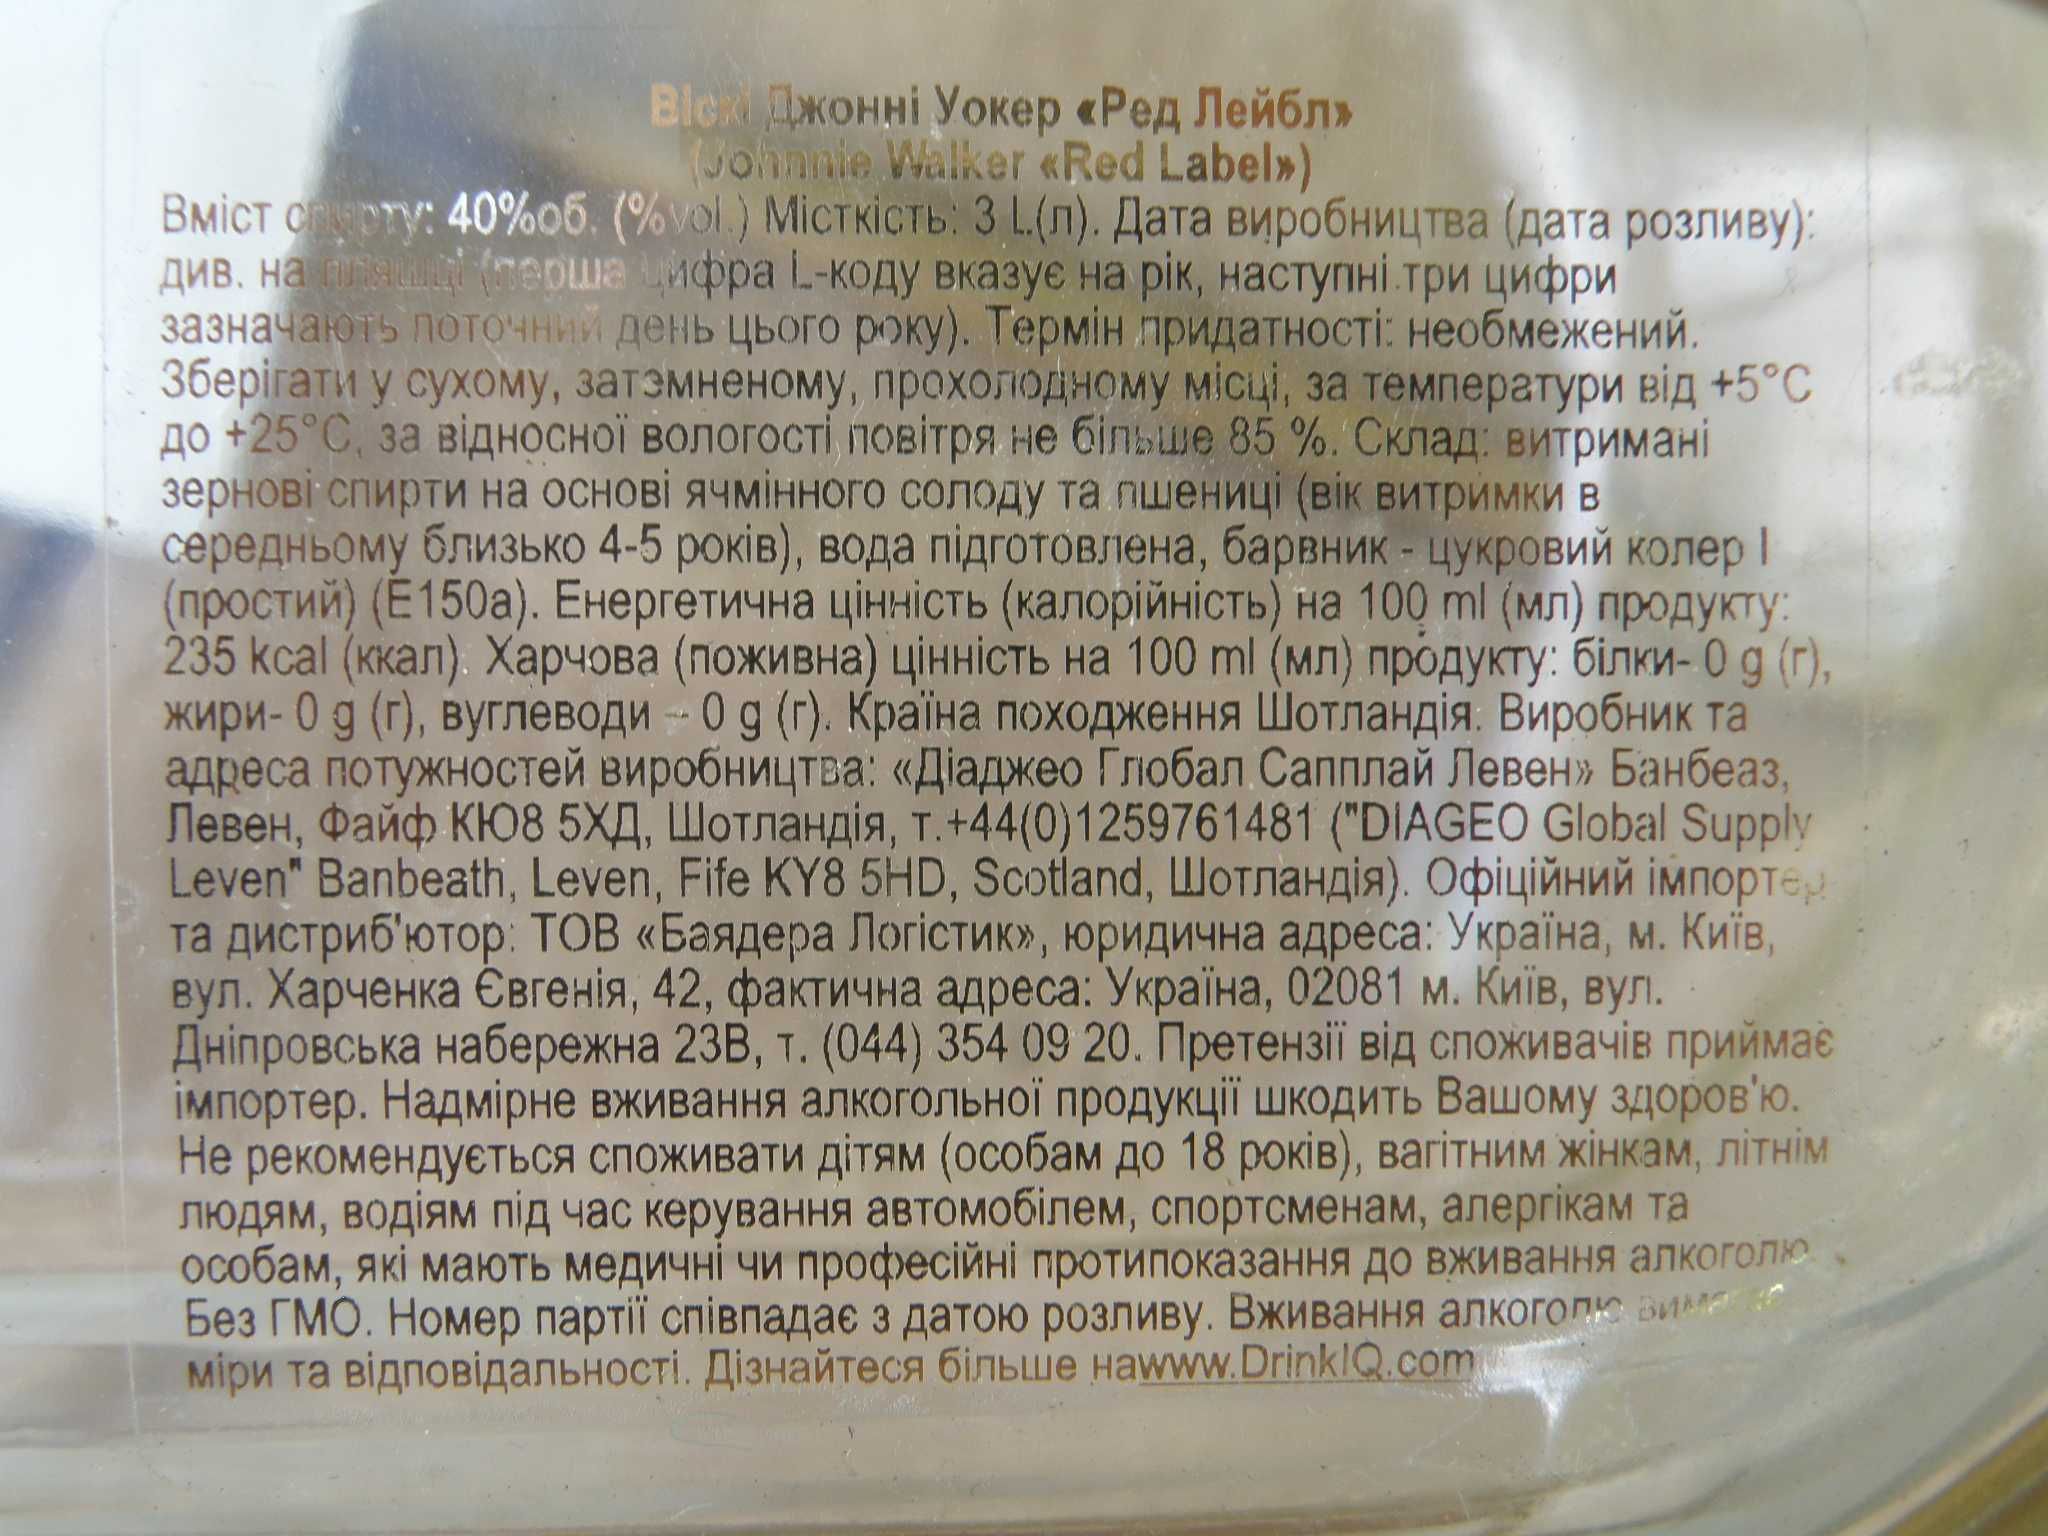 Віскі Джонні Уокер «Ред Лейбл»
(Johnnie Walker «Red Label»)
Вміст спирту: 40%об. (%vol.) Місткість: 3 L.(л). Дата виробництва (дата розливу):
див. на пляшці (перша цифра L-коду вказує на рік, наступні три цифри
зазначають поточний день цього року). Термін придатності: необмежений.
Зберігати у сухому, затэмненому, прохолодному місці, за температури від +5°C
до +25°C, за відносної вологості повітря не більше 85 %. Склад: витримані
зернові спирти на основі ячмінного солоду та пшениці (вік витримки в
середньому близько 4-5 років), вода підготовлена, барвник - цукровий колер I
(простий) (Е150а). Енергетична цінність (калорійність) на 100 ml (мл) продукту:
235 kcal (ккал). Харчова (поживна) цінність на 100 ml (мл) продукту: білки- 0 g (г),
жири- 0 g (г), вуглеводи – 0 g (г). Країна походження Шотландія. Виробник та
адреса потужностей виробництва: «Діаджео Глобал Сапплай Левен» Банбеаз,
Левен, Файф КЮ8 5ХД, Шотландія, т.+44(0)1259761481 ("DIAGEO Global Supply
Leven" Banbeath, Leven, Fife KY8 5HD, Scotland, Шотландія). Офіційний імпортер
та дистриб'ютор: ТОВ «Баядера Логістик», юридична адреса: Україна, м. Київ,
вул. Харченка Євгенія, 42, фактична адреса: Україна, 02081 м. Київ, вул.
Дніпровська набережна 23В, т. (044) 354 09 20. Претензії від споживачів приймає
імпортер. Надмірне вживання алкогольної продукції шкодить Вашому здоров'ю.
Не рекомендується споживати дітям (особам до 18 років), вагітним жінкам, літнім
людям, водіям під час керування автомобілем, спортсменам, алергікам та
особам, які мають медичні чи професійні протипоказання до вживання алкоголю.
Без ГМО. Номер партії співпадає з датою розливу. Вживання алкоголю вимагає
міри та відповідальності. Дізнайтеся більше наwww.DrinkIQ.com